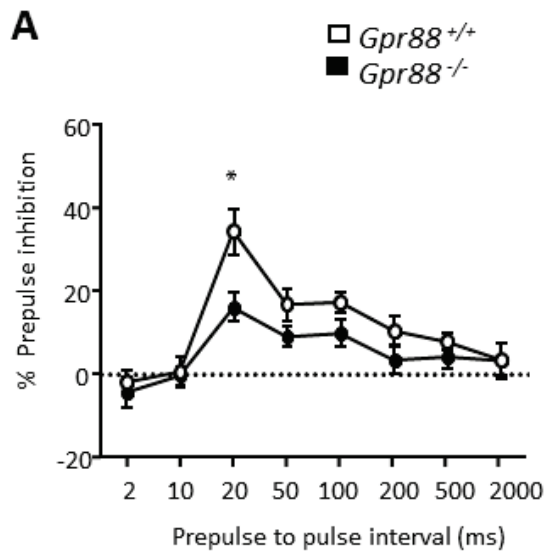 A
Gpr88 +/+
Gpr88 -/-
% Prepulse inhibition
60
40
20
0
-20
*
2 10 20 50 100 200 500 2000
Prepulse to pulse interval (ms)